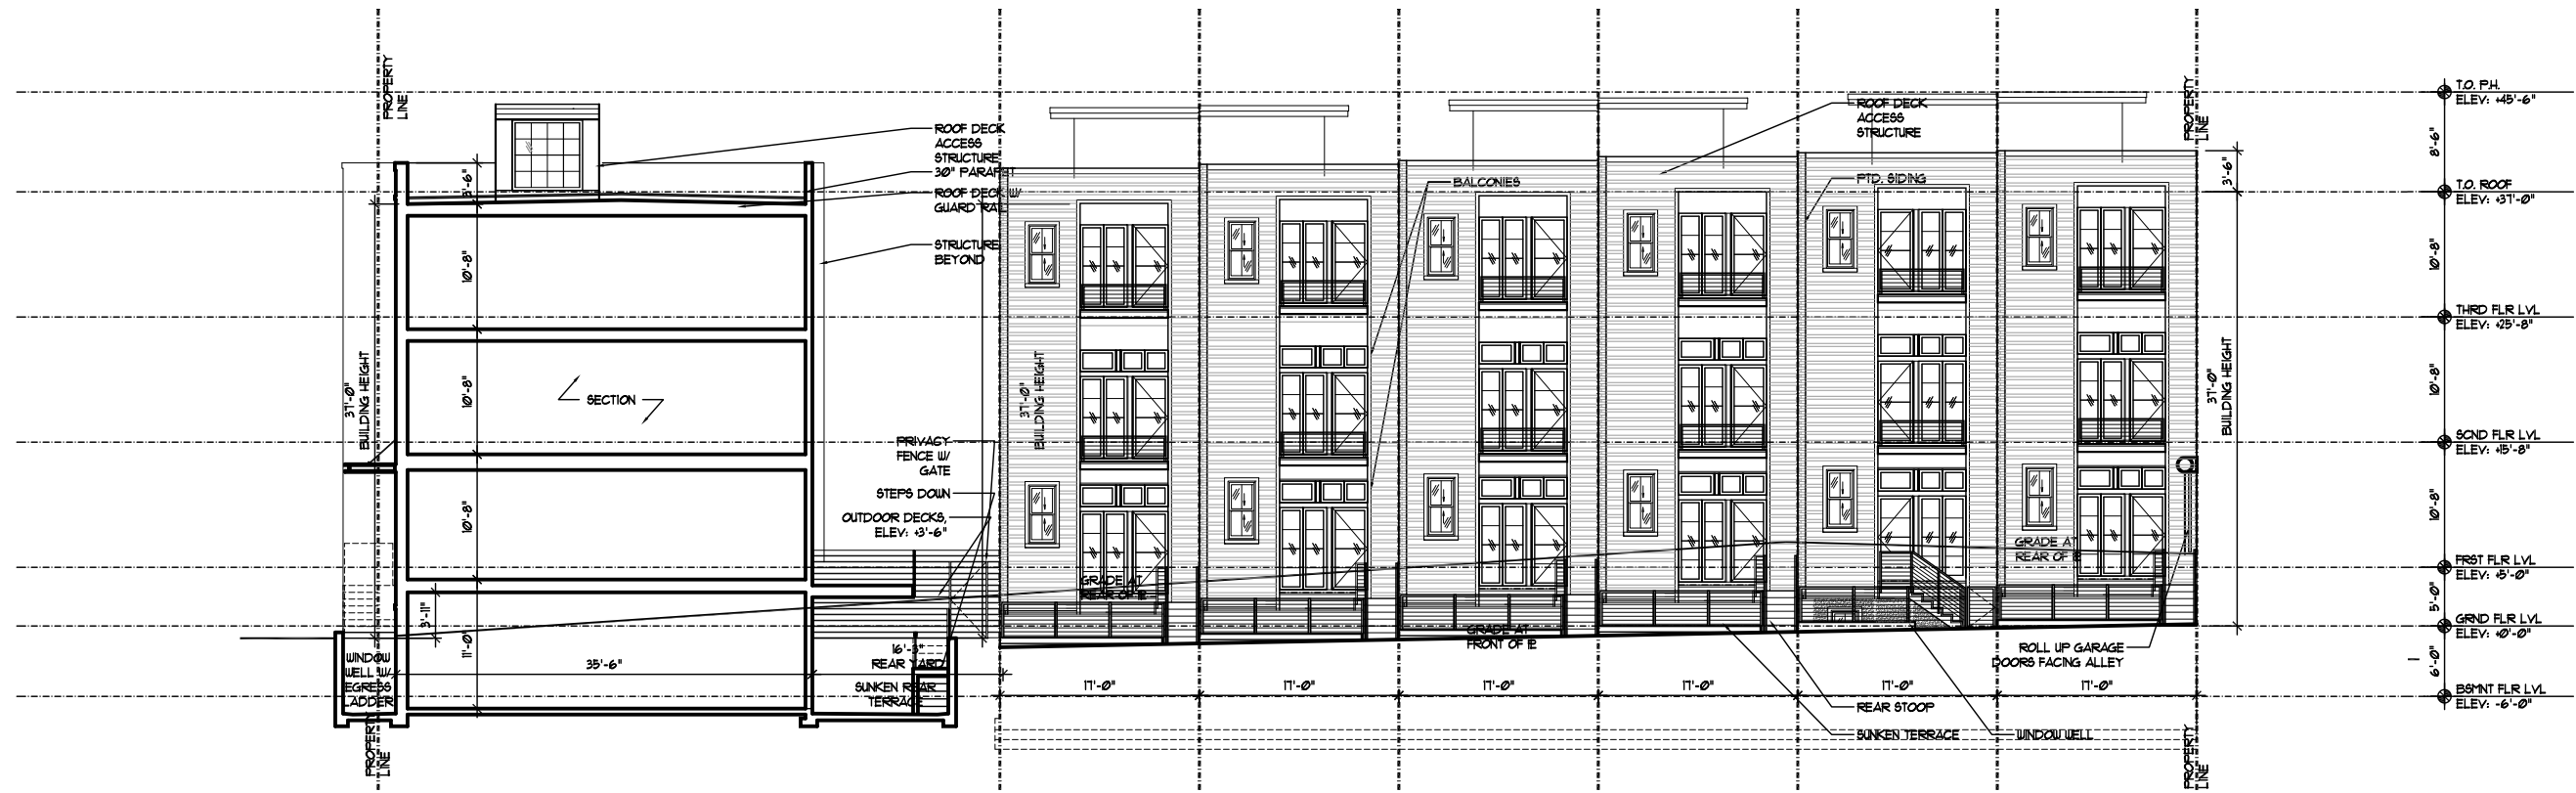 PROPERTY
LINE
3'-6"
10'-8"
10'-8"
10'-8"
3'-11"
11'-0"
37'-0"
BUILDING HEIGHT
SECTION
WINDOW
WELL W/
EGRESS
LADDER
PROPERTY
LINE
35'-6"
16'-3"
REAR YARD
SUNKEN REAR
TERRACE
ROOF DECK
ACCESS
STRUCTURE
30" PARAPET
ROOF DECK W/
GUARD RAIL
STRUCTURE
BEYOND
PRIVACY
FENCE W/
GATE
STEPS DOWN
OUTDOOR DECKS,
ELEV: +3'-6"
37'-0"
BUILDING HEIGHT
GRADE AT
REAR OF
BALCONIES
ROOF DECK
ACCESS
STRUCTURE
PTD. SIDING
GRADE AT
FRONT OF
GRADE AT
REAR OF
17'-0"
17'-0"
17'-0"
17'-0"
17'-0"
17'-0"
ROLL UP GARAGE
DOORS FACING ALLEY
REAR STOOP
SUNKEN TERRACE
WINDOW WELL
PROPERTY
LINE
PROPERTY
LINE
3'-6"
37'-0"
BUILDING HEIGHT
T.O. P.H.
ELEV: +45'-6"
8'-6"
T.O. ROOF
ELEV: +37'-0"
10'-8"
THRD FLR LVL
ELEV: +25'-8"
10'-8"
SCND FLR LVL
ELEV: +15'-8"
10'-8"
FRST FLR LVL
ELEV: +5'-0"
5'-0"
GRND FLR LVL
ELEV: +0'-0"
6'-0"
BSMNT FLR LVL
ELEV: -6'-0"